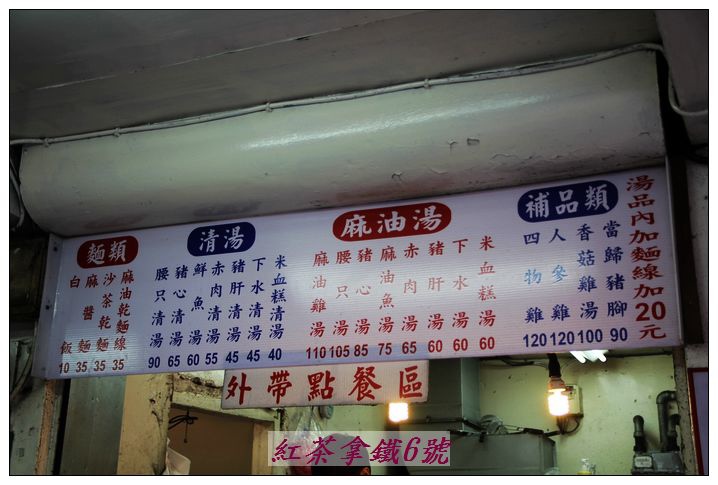 麵類
白飯 10
麻醬麵 35
沙茶乾麵 35
麻油乾麵線 35
清湯
腰只清湯 90
豬心清湯 65
鮮魚湯 60
赤肉清湯 55
豬肝清湯 45
下水清湯 45
米血糕清湯 40
麻油湯
麻油雞湯 110
腰只湯 105
豬心湯 85
麻油魚湯 75
赤肉湯 65
豬肝湯 60
下水湯 60
米血糕湯 60
補品類
四物雞 120
人參雞 120
香菇雞湯 100
當歸豬腳 90
湯品內加麵線加20元
外帶點餐區
紅茶拿鐵6號